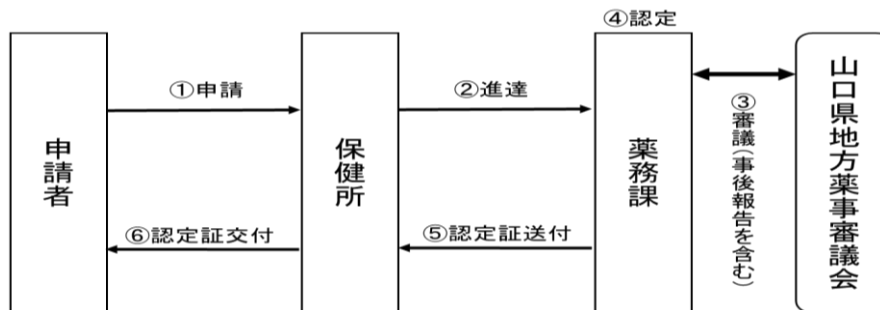 ④認定
①申請
②進達
申請者
保健所
薬務課
③審議(事後報告を含む)
山口県地方薬事審議会
⑥認定証交付
⑤認定証送付